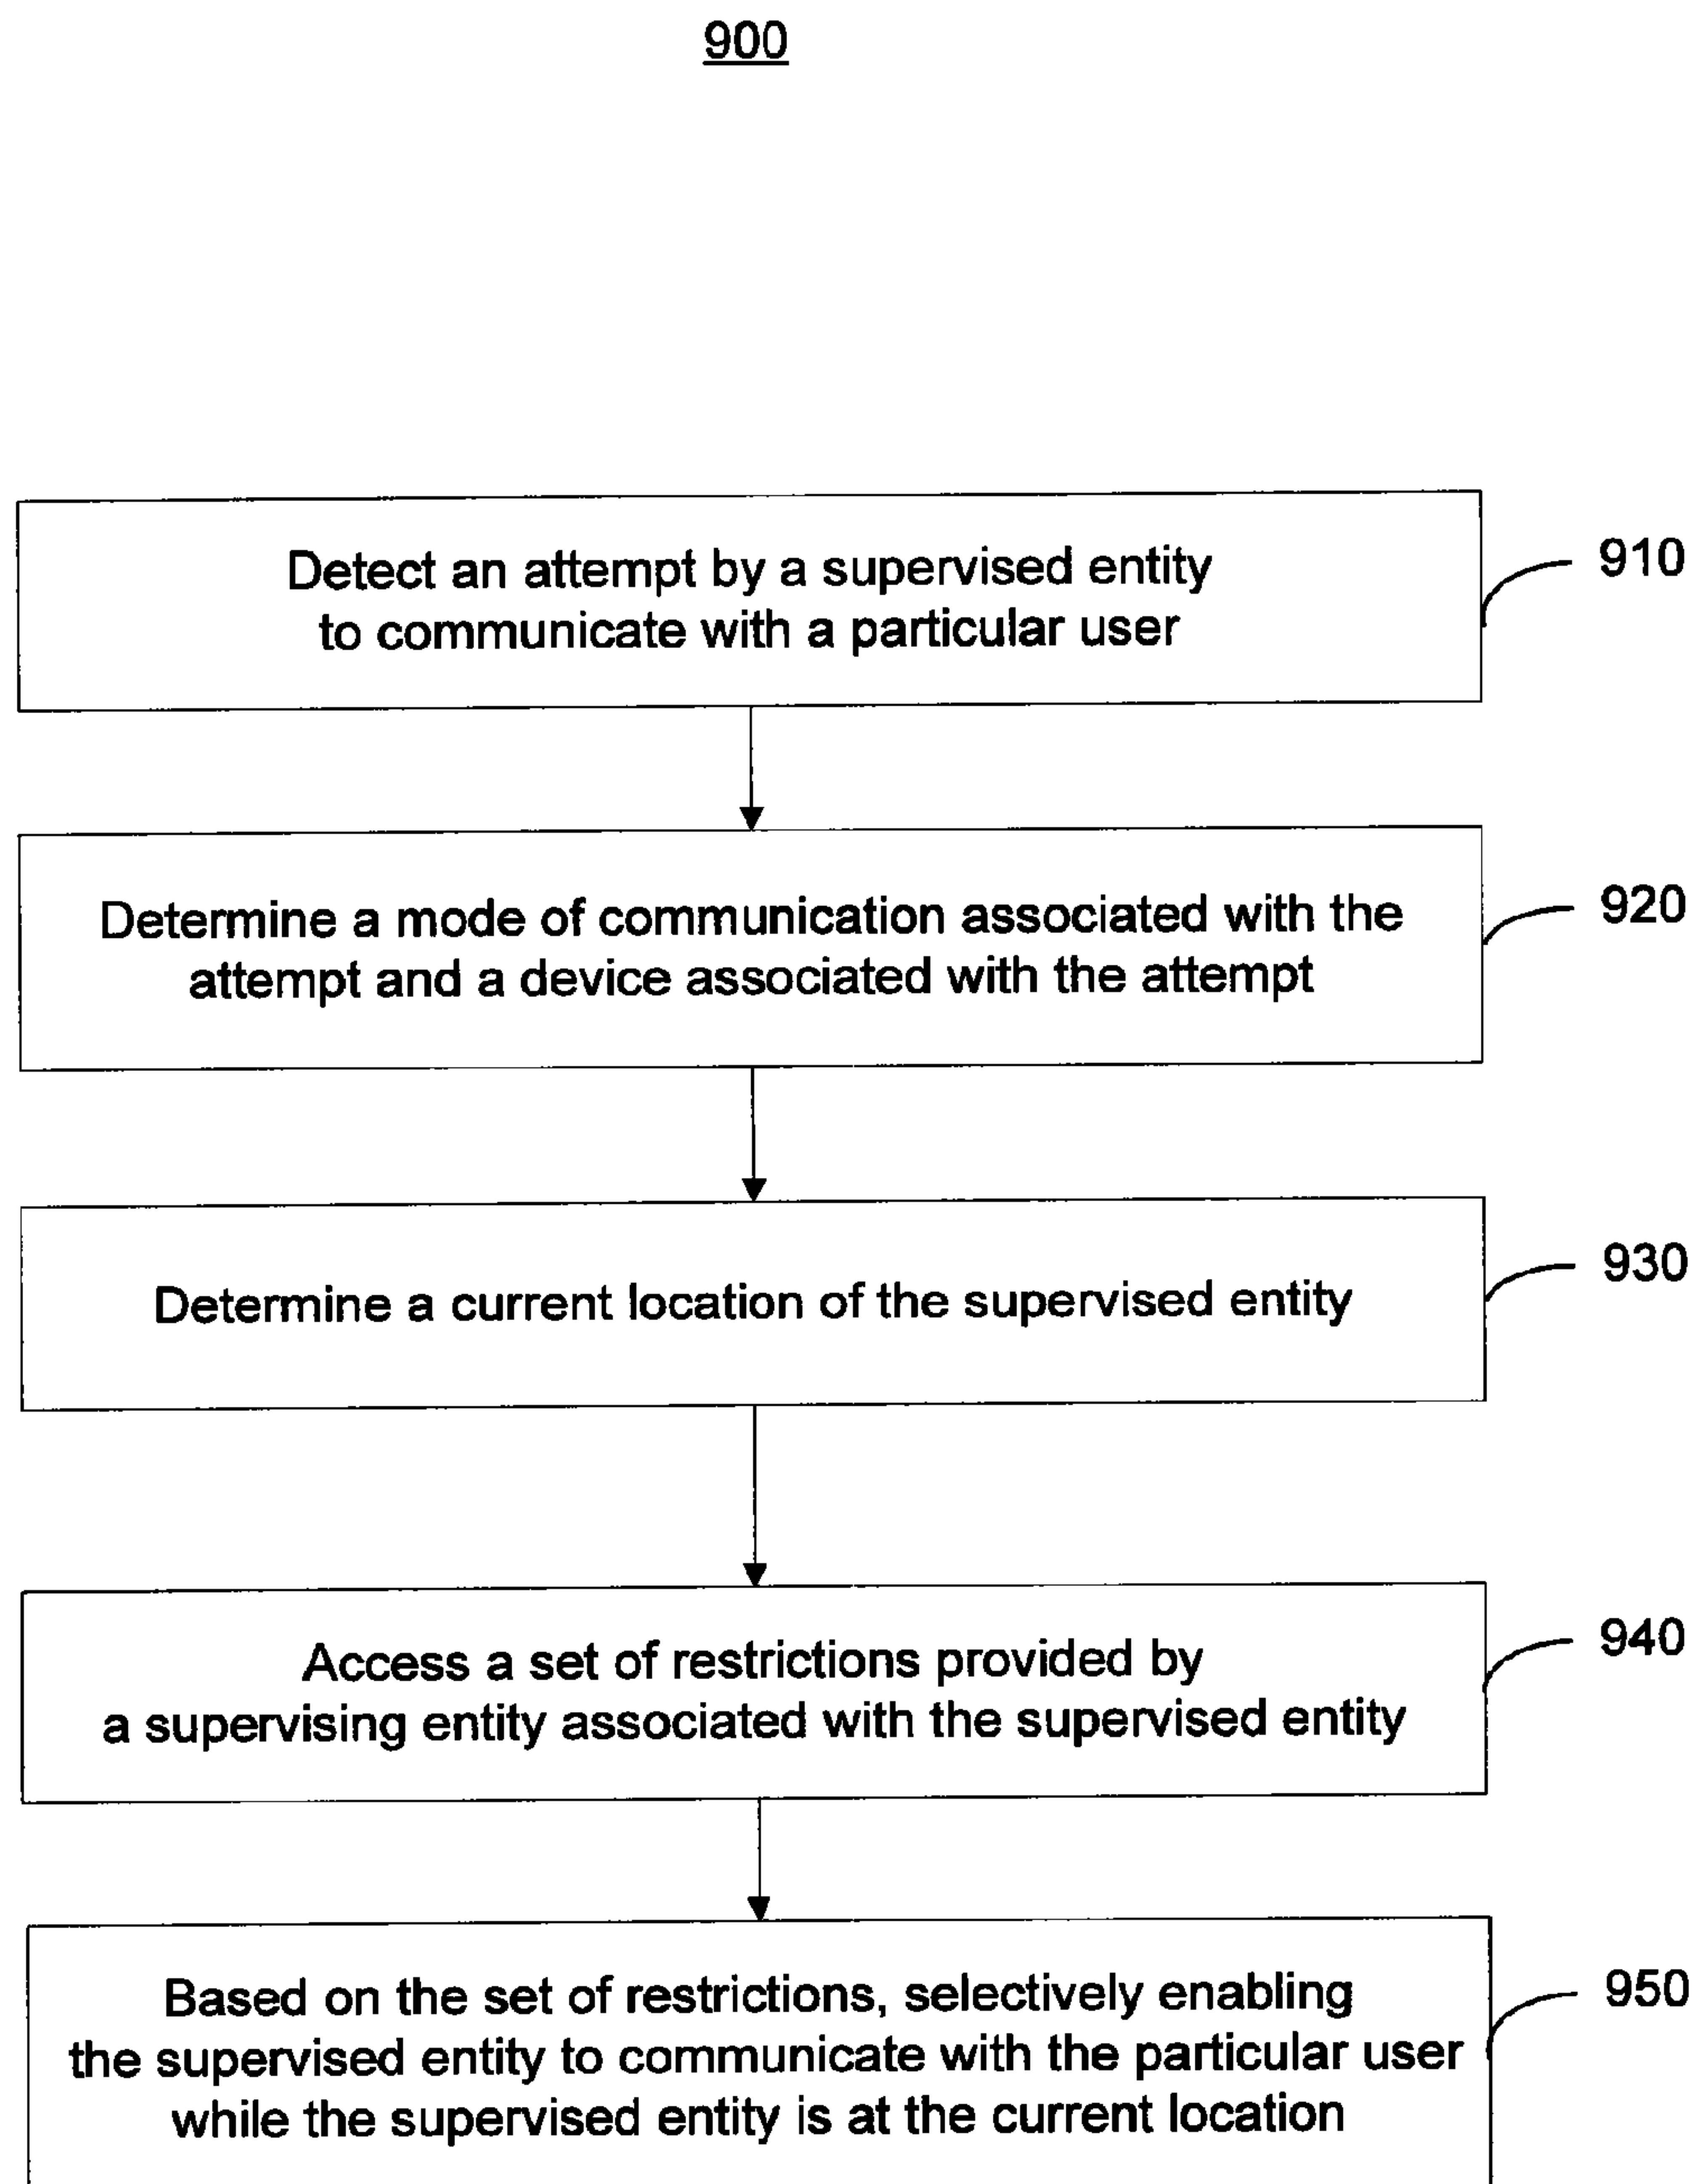 900
Detect an attempt by a supervised entity
to communicate with a particular user
910
Determine a mode of communication associated with the
attempt and a device associated with the attempt
920
Determine a current location of the supervised entity
930
Access a set of restrictions provided by
a supervising entity associated with the supervised entity
940
Based on the set of restrictions, selectively enabling
the supervised entity to communicate with the particular user
while the supervised entity is at the current location
950